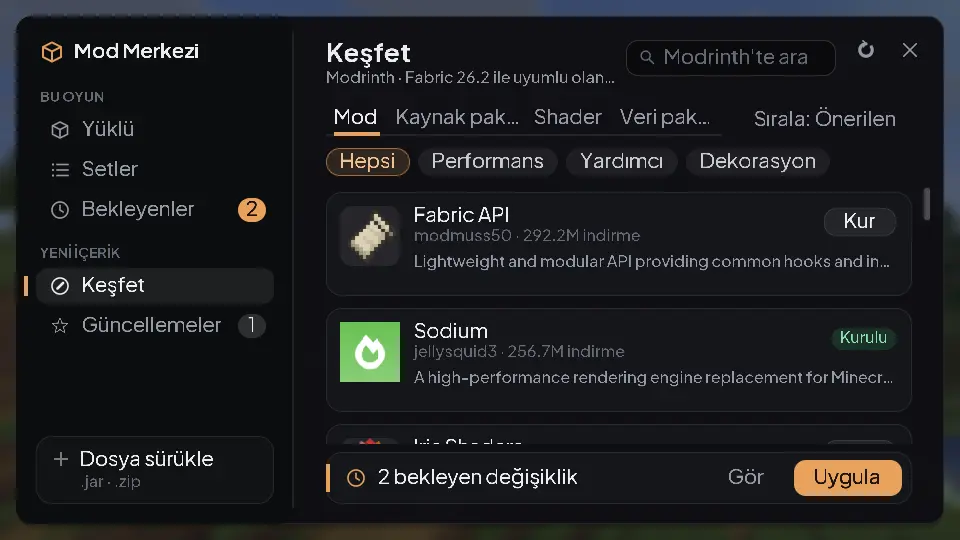 Mod Merkezi
BU OYUN
Yüklü
Setler
Bekleyenler 2
YENİ İÇERİK
Keşfet
Güncellemeler 1
Dosya sürükle
.jar · .zip
Keşfet
Modrinth · Fabric 26.2 ile uyumlu olan...
Modrinth'te ara
Mod Kaynak pak... Shader Veri pak... Sırala: Önerilen
Hepsi Performans Yardımcı Dekorasyon
Fabric API
modmuss50 · 292.2M indirme
Lightweight and modular API providing common hooks and in...
Kur
Sodium
jellysquid3 · 256.7M indirme
A high-performance rendering engine replacement for Minecr...
Kurulu
Iris Shaders
2 bekleyen değişiklik Gör Uygula